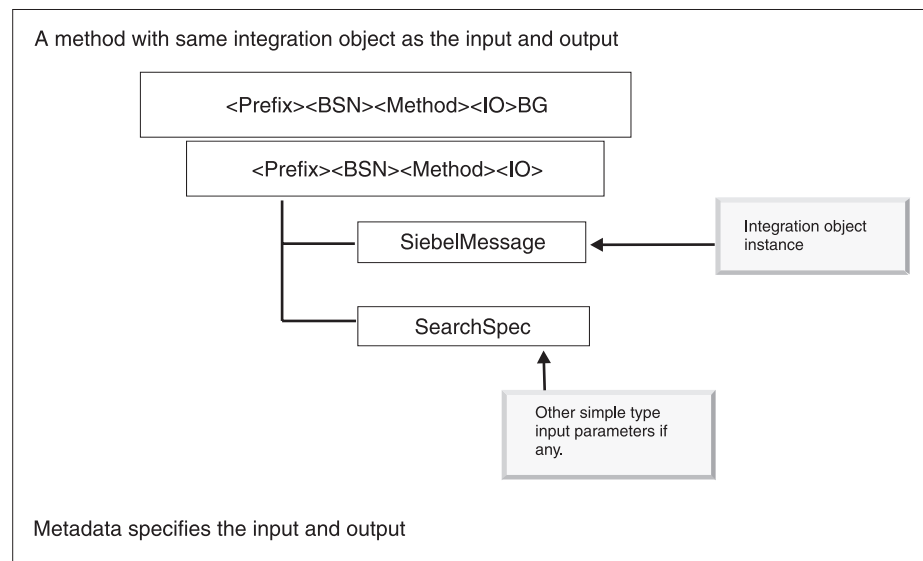 A method with same integration object as the input and output
<Prefix><BSN><Method><IO>BG
<Prefix><BSN><Method><IO>
SiebelMessage
Integration object
instance
SearchSpec
Other simple type
input parameters if
any.
Metadata specifies the input and output